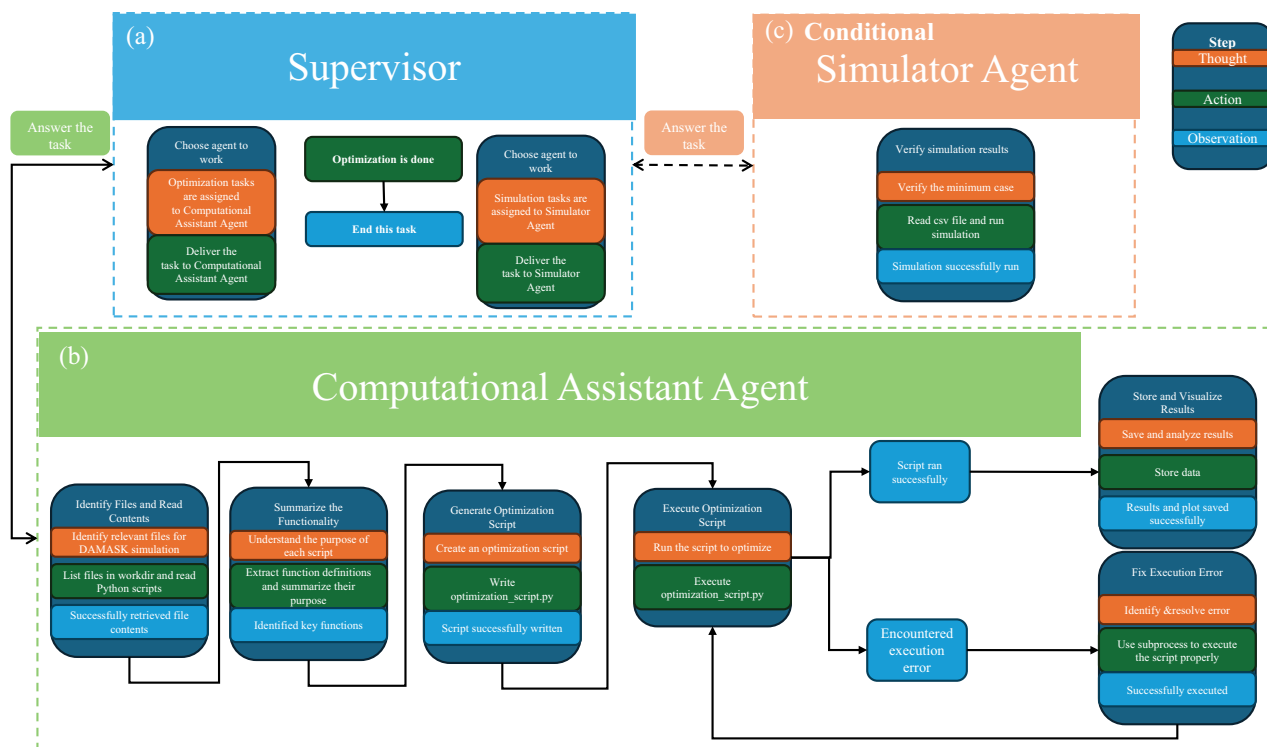 (a)
Supervisor
(c) Conditional
Simulator Agent
Step
Thought
Action
Observation
Answer the
task
Choose agent to
work
Optimization tasks
are assigned
to Computational
Assistant Agent
Deliver the
task to Computational
Assistant Agent
Optimization is done
End this task
Choose agent to
work
Simulation tasks are
assigned to Simulator
Agent
Deliver the
task to Simulator
Agent
Answer the
task
Verify simulation results
Verify the minimum case
Read csv file and run
simulation
Simulation successfully run
(b)
Computational Assistant Agent
Identify Files and Read
Contents
Identify relevant files for
DAMASK simulation
List files in workdir and read
Python scripts
Successfully retrieved file
contents
Summarize the
Functionality
Understand the purpose of
each script
Extract function definitions
and summarize their
purpose
Identified key functions
Generate Optimization
Script
Create an optimization script
Write
optimization_script.py
Script successfully written
Execute Optimization
Script
Run the script to optimize
Execute
optimization_script.py
Script ran
successfully
Encountered
execution
error
Store and Visualize
Results
Save and analyze results
Store data
Results and plot saved
successfully
Fix Execution Error
Identify &resolve error
Use subprocess to execute
the script properly
Successfully executed